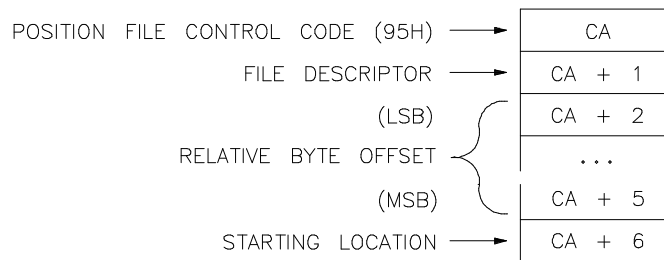 POSITION FILE CONTROL CODE (95H) CA
FILE DESCRIPTOR CA + 1
(LSB) CA + 2
RELATIVE BYTE OFFSET ...
(MSB) CA + 5
STARTING LOCATION CA + 6